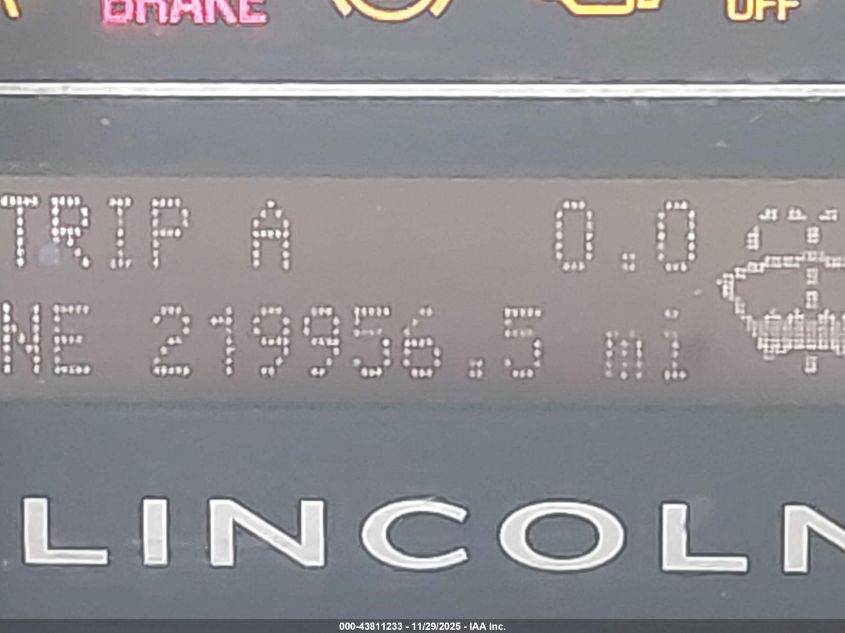 BRAKE OFF
TRIP A 0.0
NE 219956.5 mi
LINCOLN
000-43811233 - 11/29/2025 - IAA Inc.